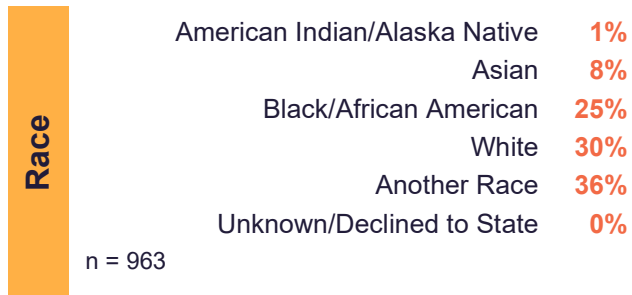 Race
American Indian/Alaska Native 1%
Asian 8%
Black/African American 25%
White 30%
Another Race 36%
Unknown/Declined to State 0%
n = 963